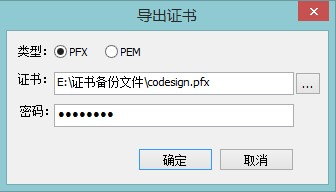 导出证书
类型： PFX PEM
证书： E:\证书备份文件\codesign.pfx ...
密码： ••••••••
确定 取消